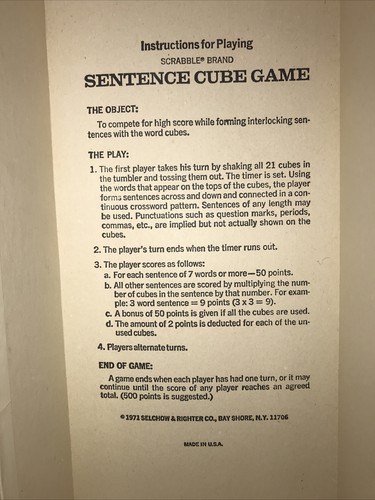 Instructions for Playing
SCRABBLE® BRAND
SENTENCE CUBE GAME
THE OBJECT:
To compete for high score while forming interlocking sen-
tences with the word cubes.
THE PLAY:
1. The first player takes his turn by shaking all 21 cubes in
the tumbler and tossing them out. The timer is set. Using
the words that appear on the tops of the cubes, the player
forms sentences across and down and connected in a con-
tinuous crossword pattern. Sentences of any length may
be used. Punctuations such as question marks, periods,
commas, etc., are implied but not actually shown on the
cubes.
2. The player's turn ends when the timer runs out.
3. The player scores as follows:
a. For each sentence of 7 words or more—50 points.
b. All other sentences are scored by multiplying the num-
ber of cubes in the sentence by that number. For exam-
ple: 3 word sentence = 9 points (3 x 3 = 9).
c. A bonus of 50 points is given if all the cubes are used.
d. The amount of 2 points is deducted for each of the un-
used cubes.
4. Players alternate turns.
END OF GAME:
A game ends when each player has had one turn, or it may
continue until the score of any player reaches an agreed
total. (500 points is suggested.)
© 1971 SELCHOW & RIGHTER CO., BAY SHORE, N.Y. 11706
MADE IN U.S.A.